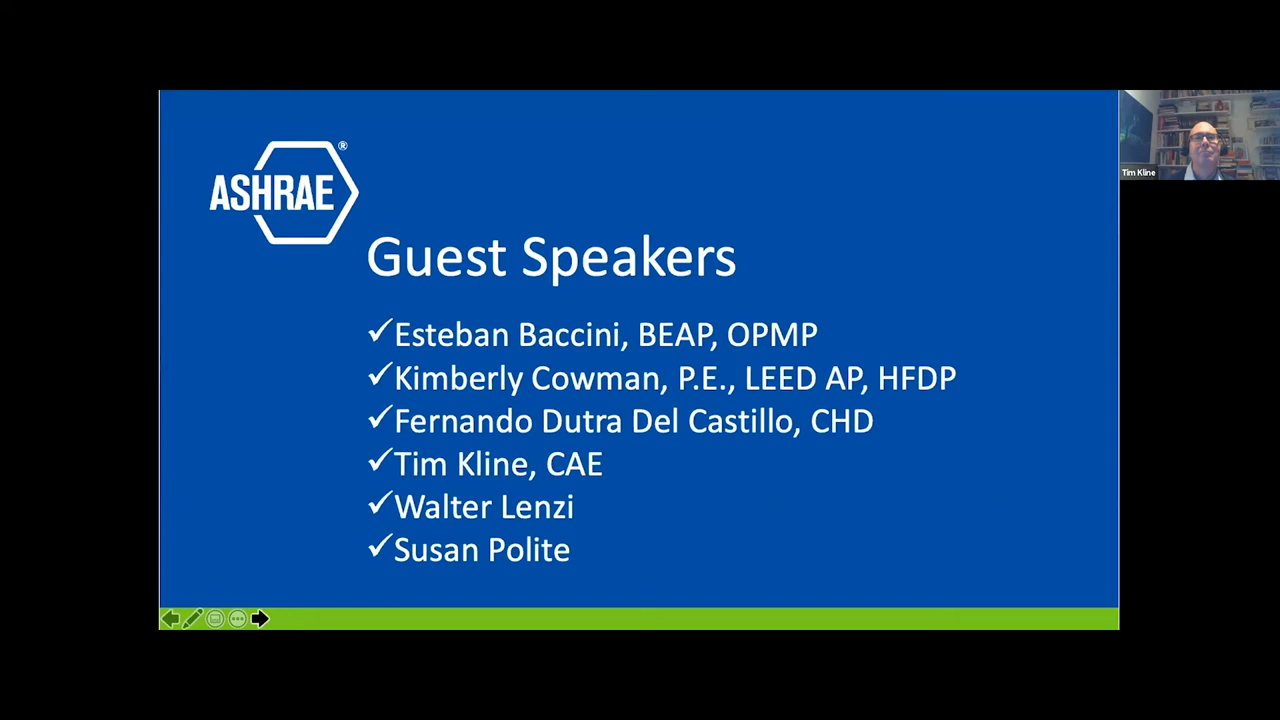 ASHRAE®
Guest Speakers
✓Esteban Baccini, BEAP, OPMP
✓Kimberly Cowman, P.E., LEED AP, HFDP
✓Fernando Dutra Del Castillo, CHD
✓Tim Kline, CAE
✓Walter Lenzi
✓Susan Polite
Tim Kline